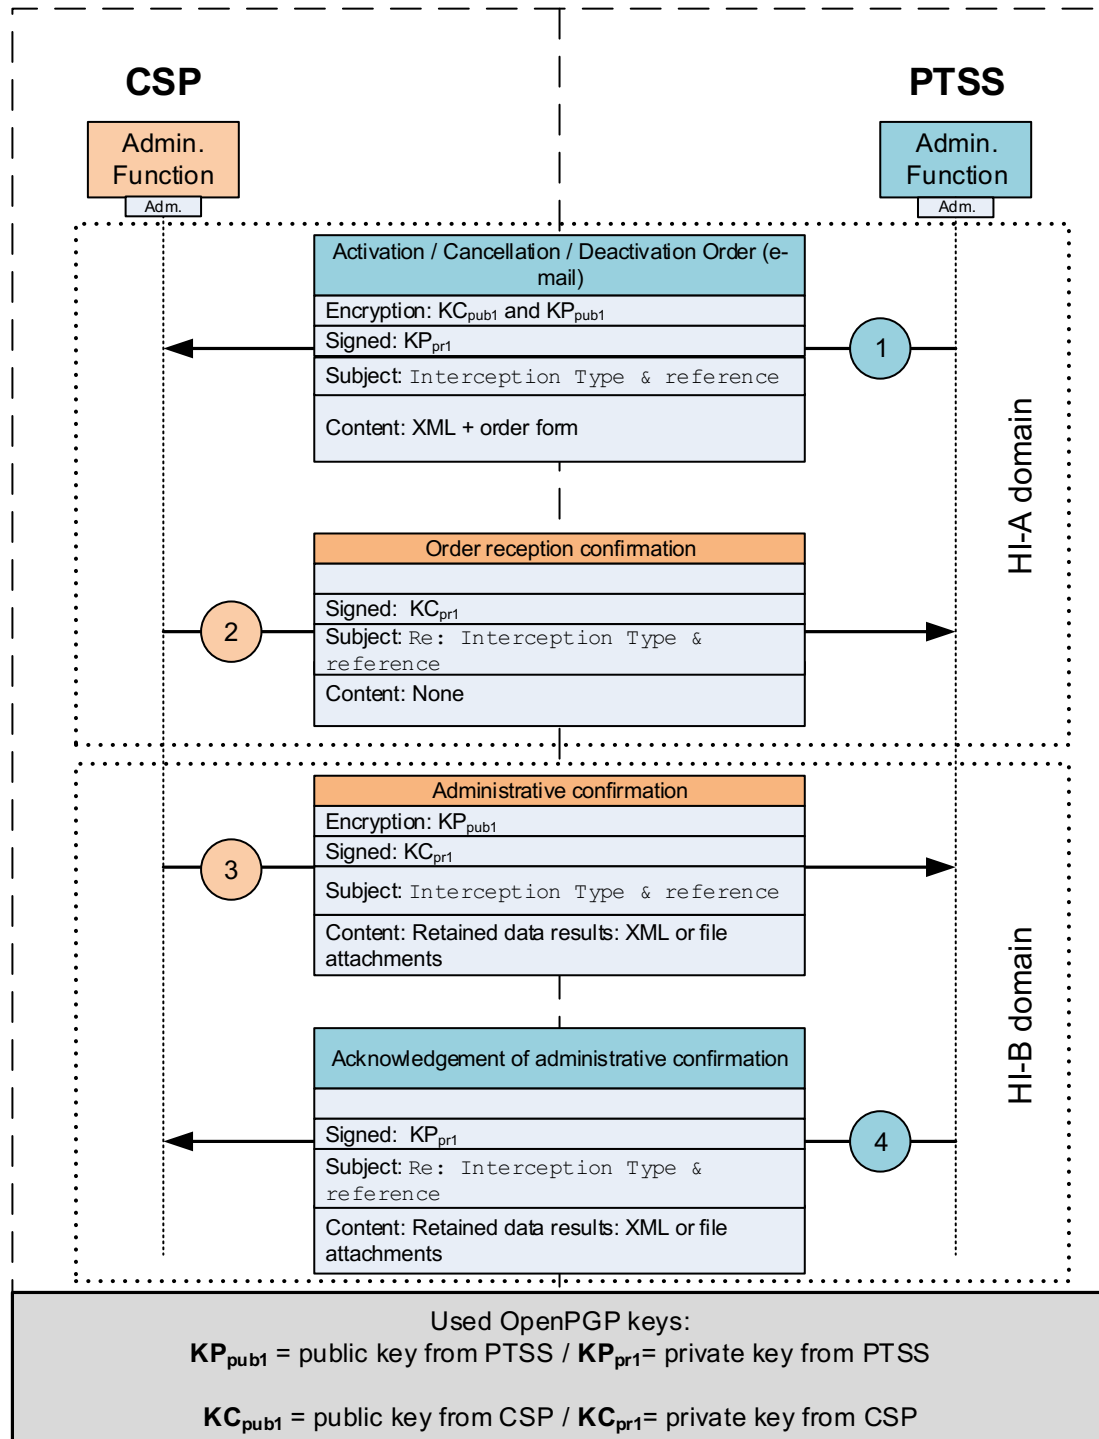 CSP
PTSS
Admin.
Function
Adm.
Admin.
Function
Adm.
Activation / Cancellation / Deactivation Order (e-
mail)
Encryption: KCpub1 and KPpub1
Signed: KPpr1
Subject: Interception Type & reference
Content: XML + order form
1
HI-A domain
Order reception confirmation
Signed: KCpr1
Subject: Re: Interception Type &
reference
Content: None
2
Administrative confirmation
Encryption: KPpub1
Signed: KCpr1
Subject: Interception Type & reference
Content: Retained data results: XML or file
attachments
3
HI-B domain
Acknowledgement of administrative confirmation
Signed: KPpr1
Subject: Re: Interception Type &
reference
Content: Retained data results: XML or file
attachments
4
Used OpenPGP keys:
KPpub1 = public key from PTSS / KPpr1= private key from PTSS
KCpub1 = public key from CSP / KCpr1= private key from CSP